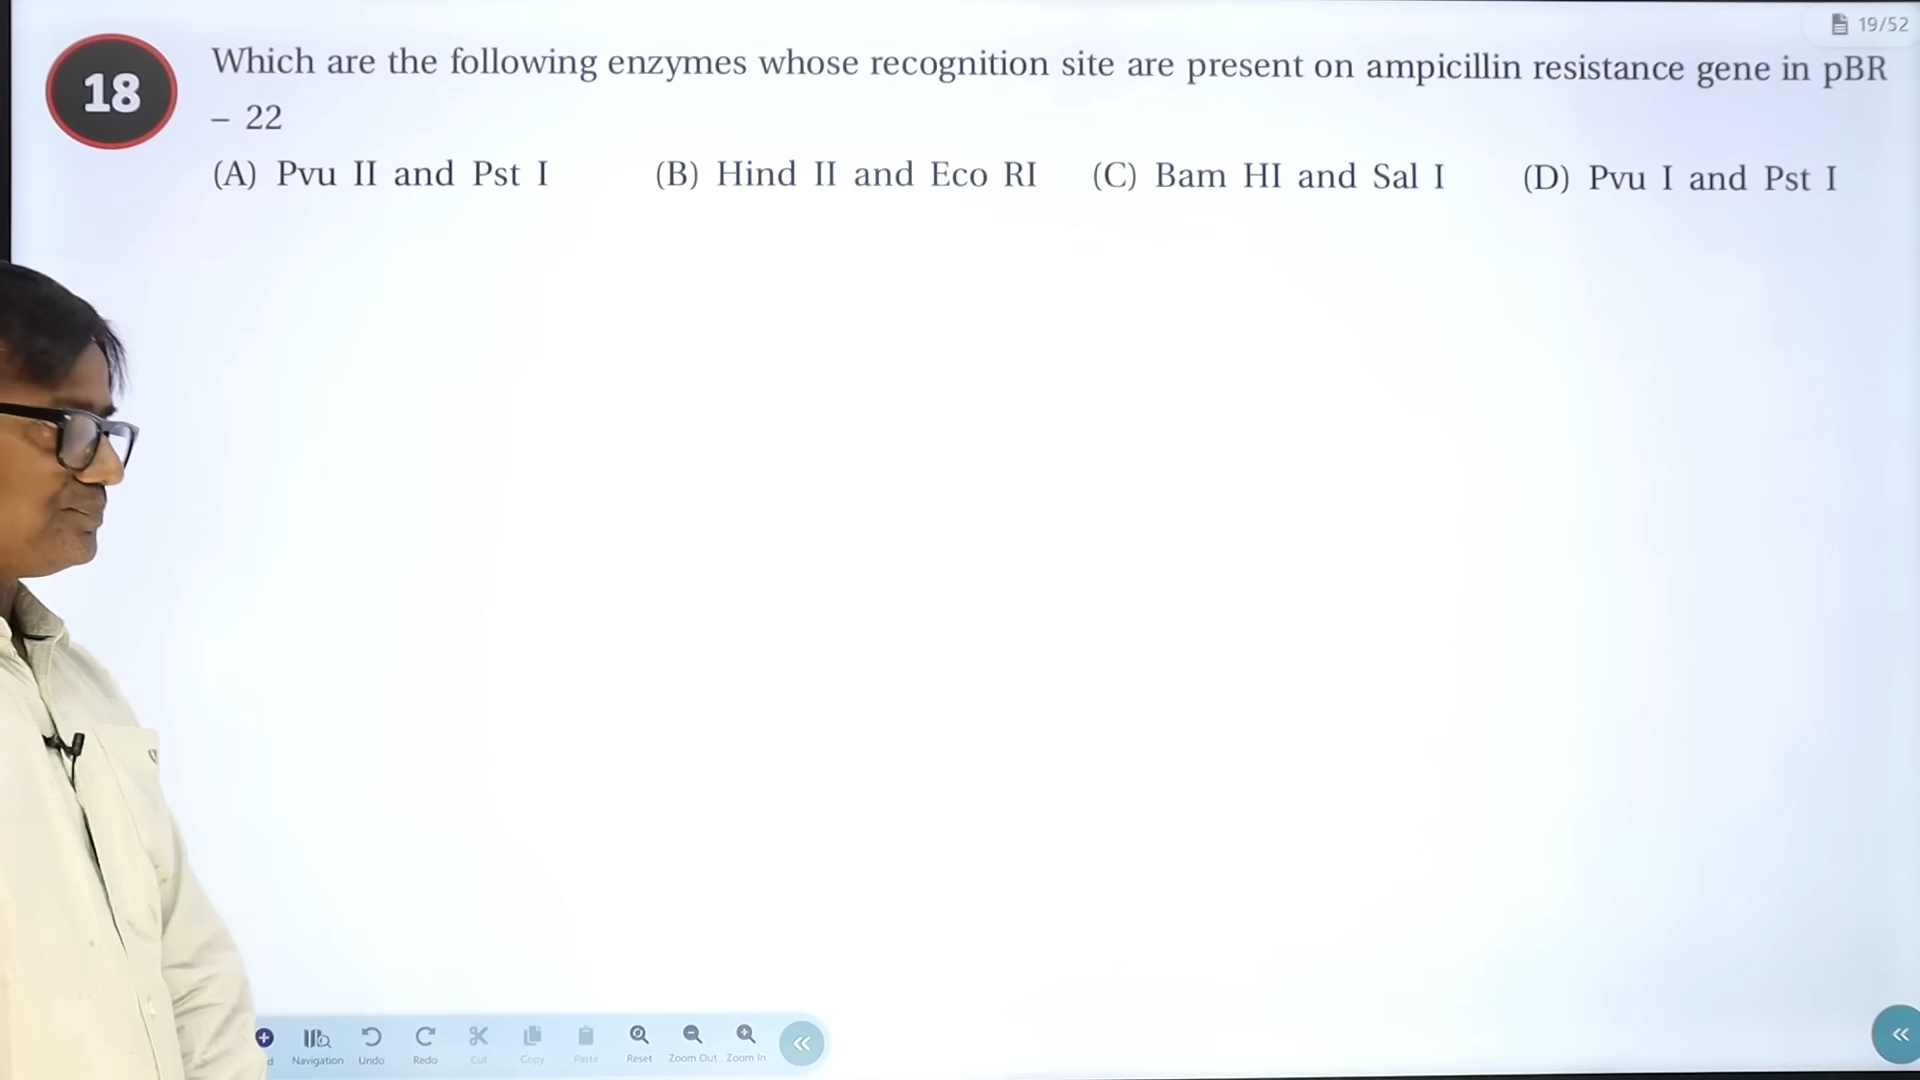 19/52
18
Which are the following enzymes whose recognition site are present on ampicillin resistance gene in pBR
– 22
(A) Pvu II and Pst I (B) Hind II and Eco RI (C) Bam HI and Sal I (D) Pvu I and Pst I
d Navigation Undo Redo Cut Copy Paste Reset Zoom Out Zoom In